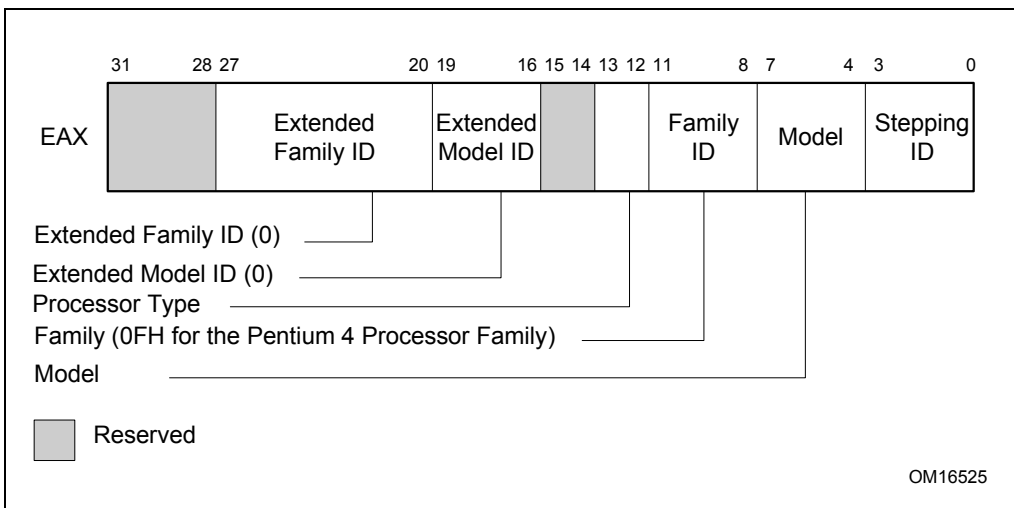 31 28 27 20 19 16 15 14 13 12 11 8 7 4 3 0
EAX
Extended
Family ID
Extended
Model ID
Family
ID
Model
Stepping
ID
Extended Family ID (0)
Extended Model ID (0)
Processor Type
Family (0FH for the Pentium 4 Processor Family)
Model
Reserved
OM16525